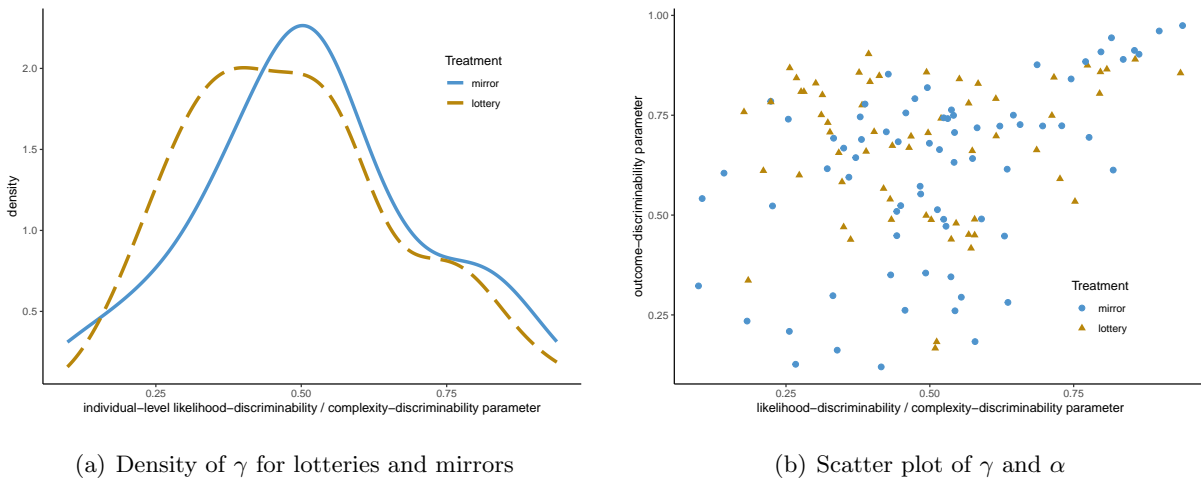 Treatment
mirror
lottery
2.0
1.5
1.0
0.5
density
0.25
0.50
0.75
individual−level likelihood−discriminability / complexity−discriminability parameter
(a) Density of γ for lotteries and mirrors
1.00
0.75
0.50
0.25
outcome−discriminability parameter
Treatment
mirror
lottery
0.25
0.50
0.75
likelihood−discriminability / complexity−discriminability parameter
(b) Scatter plot of γ and α